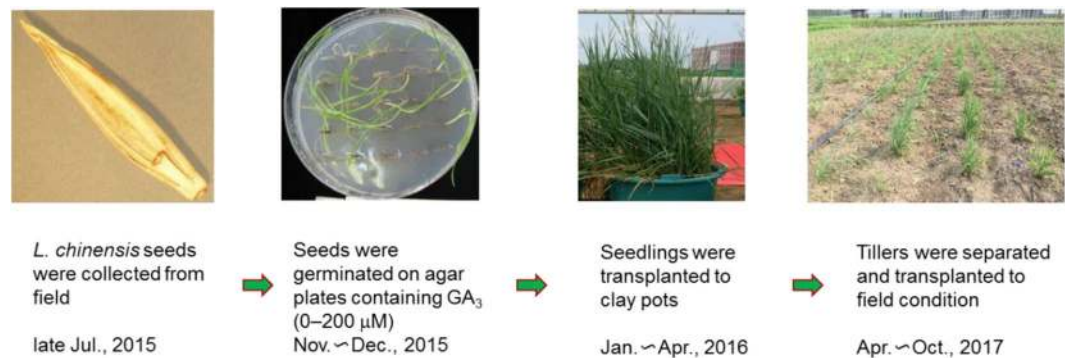 L. chinensis seeds
were collected from
field
late Jul., 2015
Seeds were
germinated on agar
plates containing GA₃
(0–200 μM)
Nov.∽Dec., 2015
Seedlings were
transplanted to
clay pots
Jan.∽Apr., 2016
Tillers were separated
and transplanted to
field condition
Apr.∽Oct., 2017